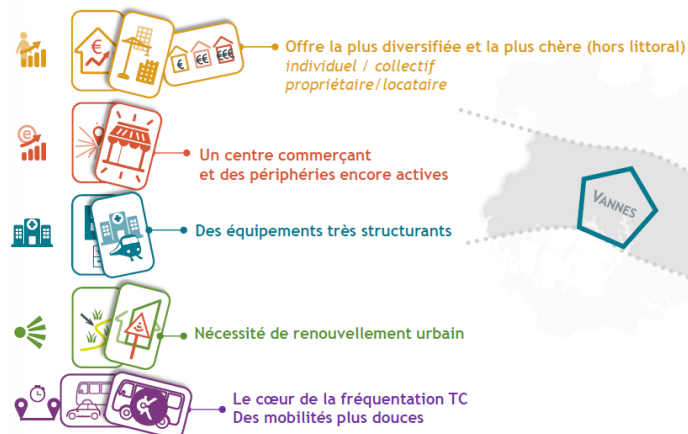 Offre la plus diversifiée et la plus chère (hors littoral)
individuel / collectif
propriétaire/locataire
€
€ €€ €€€
e
Un centre commerçant
et des périphéries encore actives
VANNES
Des équipements très structurants
Nécessité de renouvellement urbain
Le cœur de la fréquentation TC
Des mobilités plus douces